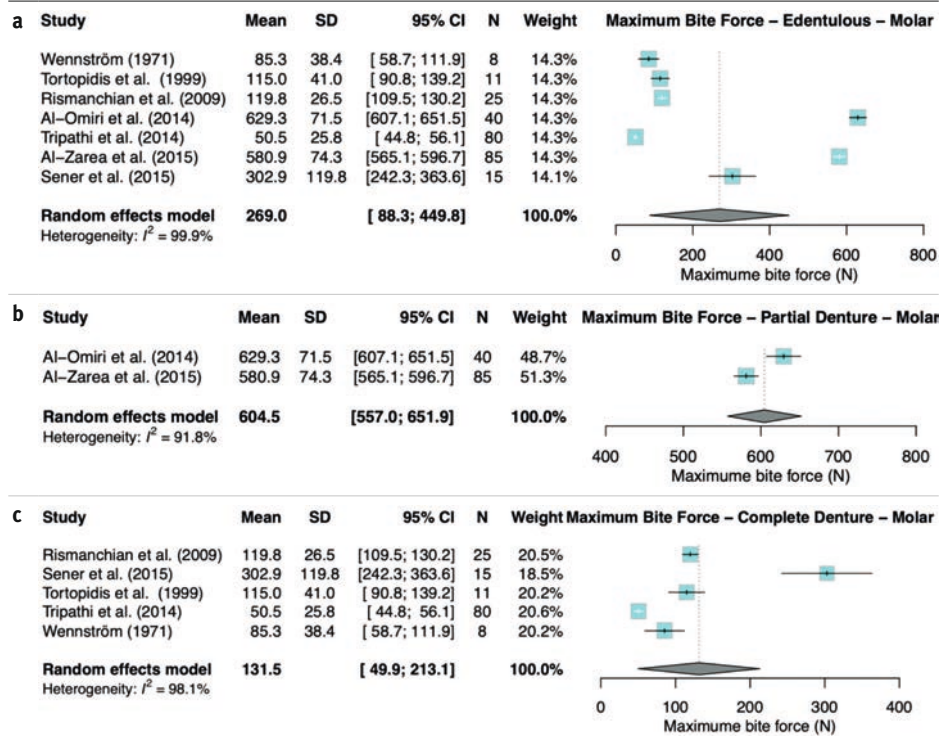 a Study Mean SD 95% CI N Weight Maximum Bite Force – Edentulous – Molar
Wennström (1971) 85.3 38.4 [ 58.7; 111.9] 8 14.3%
Tortopidis et al. (1999) 115.0 41.0 [ 90.8; 139.2] 11 14.3%
Rismanchian et al. (2009) 119.8 26.5 [109.5; 130.2] 25 14.3%
Al–Omiri et al. (2014) 629.3 71.5 [607.1; 651.5] 40 14.3%
Tripathi et al. (2014) 50.5 25.8 [ 44.8; 56.1] 80 14.3%
Al–Zarea et al. (2015) 580.9 74.3 [565.1; 596.7] 85 14.3%
Sener et al. (2015) 302.9 119.8 [242.3; 363.6] 15 14.1%
Random effects model 269.0 [ 88.3; 449.8] 100.0%
Heterogeneity: I² = 99.9%
0 200 400 600 800
Maximume bite force (N)
b Study Mean SD 95% CI N Weight Maximum Bite Force – Partial Denture – Molar
Al–Omiri et al. (2014) 629.3 71.5 [607.1; 651.5] 40 48.7%
Al–Zarea et al. (2015) 580.9 74.3 [565.1; 596.7] 85 51.3%
Random effects model 604.5 [557.0; 651.9] 100.0%
Heterogeneity: I² = 91.8%
400 500 600 700 800
Maximume bite force (N)
c Study Mean SD 95% CI N Weight Maximum Bite Force – Complete Denture – Molar
Rismanchian et al. (2009) 119.8 26.5 [109.5; 130.2] 25 20.5%
Sener et al. (2015) 302.9 119.8 [242.3; 363.6] 15 18.5%
Tortopidis et al. (1999) 115.0 41.0 [ 90.8; 139.2] 11 20.2%
Tripathi et al. (2014) 50.5 25.8 [ 44.8; 56.1] 80 20.6%
Wennström (1971) 85.3 38.4 [ 58.7; 111.9] 8 20.2%
Random effects model 131.5 [ 49.9; 213.1] 100.0%
Heterogeneity: I² = 98.1%
0 100 200 300 400
Maximume bite force (N)